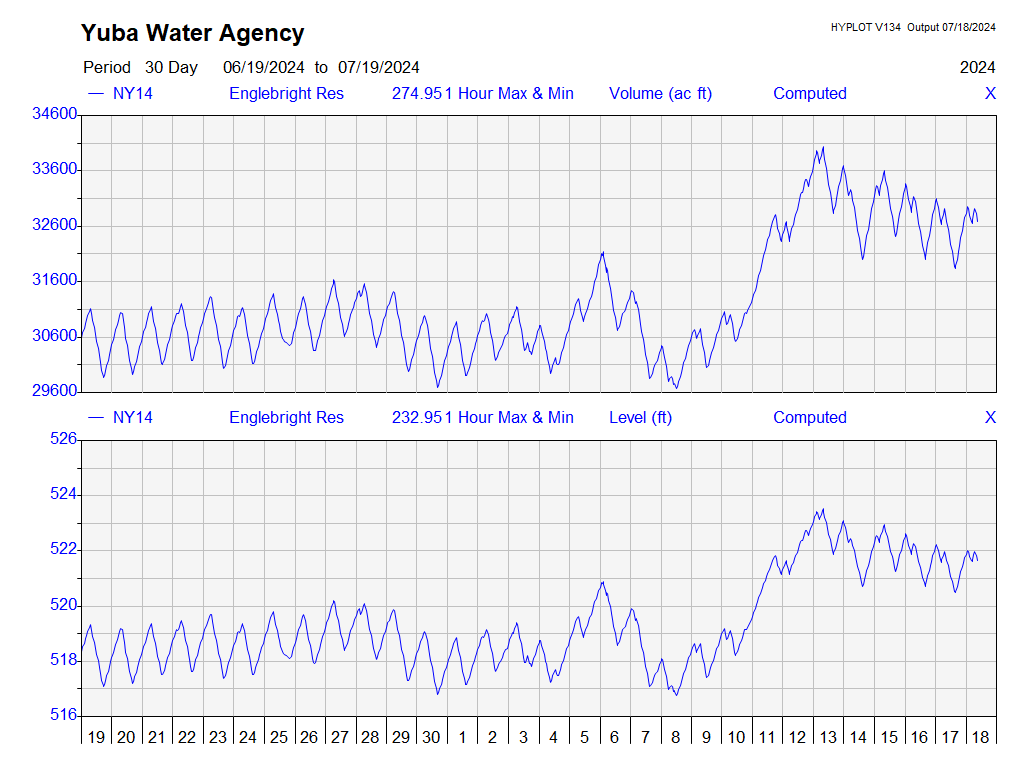 Yuba Water Agency
HYPLOT V134 Output 07/18/2024
Period 30 Day 06/19/2024 to 07/19/2024 2024
NY14 Englebright Res 274.951 Hour Max & Min Volume (ac ft) Computed X
34600
33600
32600
31600
30600
29600
NY14 Englebright Res 232.951 Hour Max & Min Level (ft) Computed X
526
524
522
520
518
516
19 20 21 22 23 24 25 26 27 28 29 30 1 2 3 4 5 6 7 8 9 10 11 12 13 14 15 16 17 18